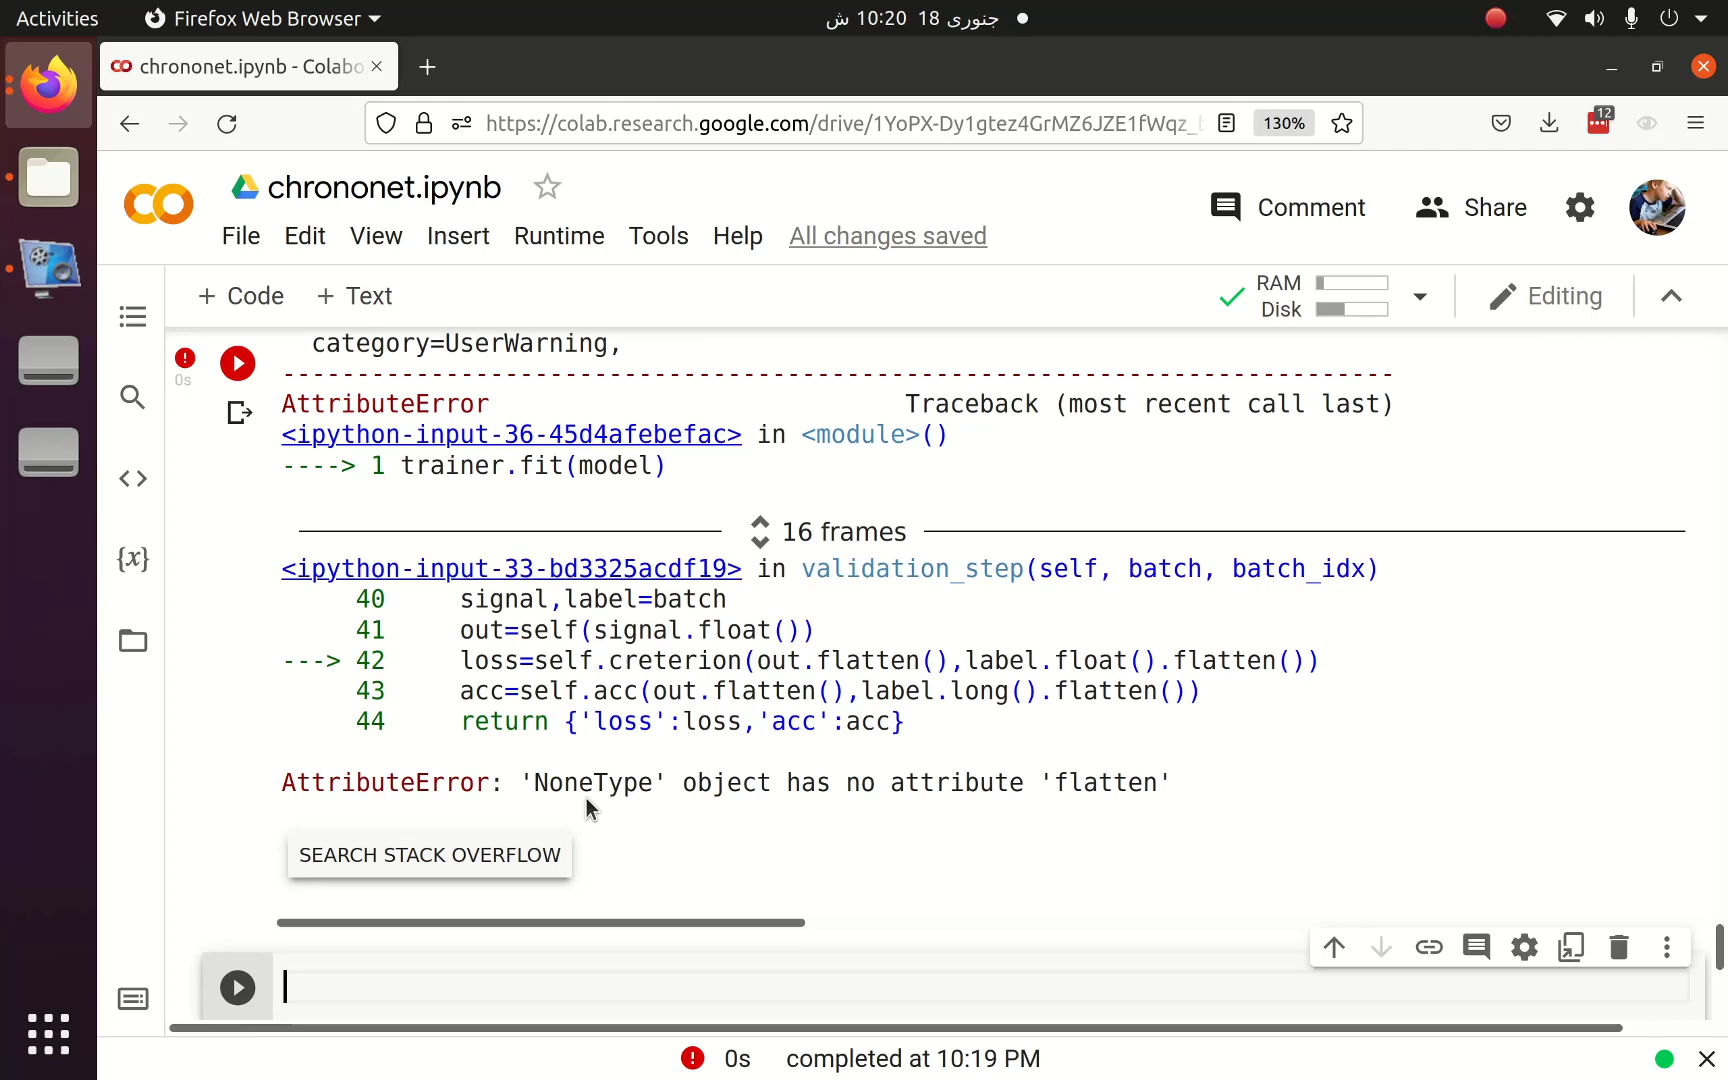 Activities
Firefox Web Browser
جنوری 18 10:20 ش
chrononet.ipynb - Colabo
https://colab.research.google.com/drive/1YoPX-Dy1gtez4GrMZ6JZE1fWqz_
130%
12
chrononet.ipynb
Comment
Share
File Edit View Insert Runtime Tools Help All changes saved
+ Code + Text
RAM
Disk
Editing
category=UserWarning,
0s
---------------------------------------------------------------------------
AttributeError Traceback (most recent call last)
<ipython-input-36-45d4afebefac> in <module>()
----> 1 trainer.fit(model)
16 frames
<ipython-input-33-bd3325acdf19> in validation_step(self, batch, batch_idx)
40 signal,label=batch
41 out=self(signal.float())
---> 42 loss=self.creterion(out.flatten(),label.float().flatten())
43 acc=self.acc(out.flatten(),label.long().flatten())
44 return {'loss':loss,'acc':acc}
AttributeError: 'NoneType' object has no attribute 'flatten'
SEARCH STACK OVERFLOW
0s completed at 10:19 PM